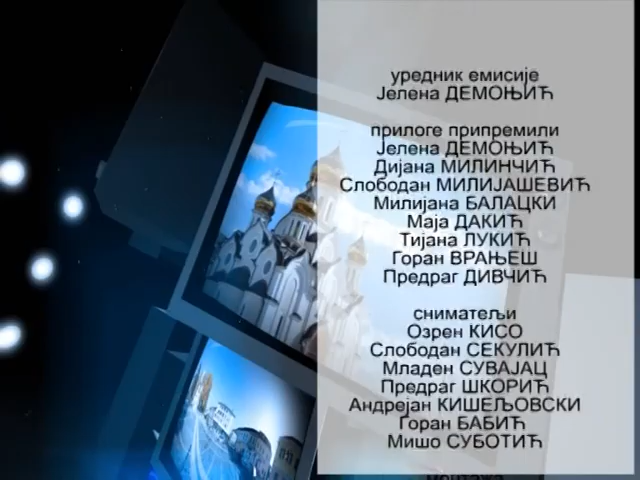 уредник емисије
Јелена ДЕМОЊИЋ
прилоге припремили
Јелена ДЕМОЊИЋ
Дијана МИЛИНЧИЋ
Слободан МИЛИЈАШЕВИЋ
Милијана БАЛАЦКИ
Маја ДАКИЋ
Тијана ЛУКИЋ
Горан ВРАЊЕШ
Предраг ДИВЧИЋ
сниматељи
Озрен КИСО
Слободан СЕКУЛИЋ
Младен СУВАЈАЦ
Предраг ШКОРИЋ
Андрејан КИШЕЉОВСКИ
Горан БАБИЋ
Мишо СУБОТИЋ
монтажа